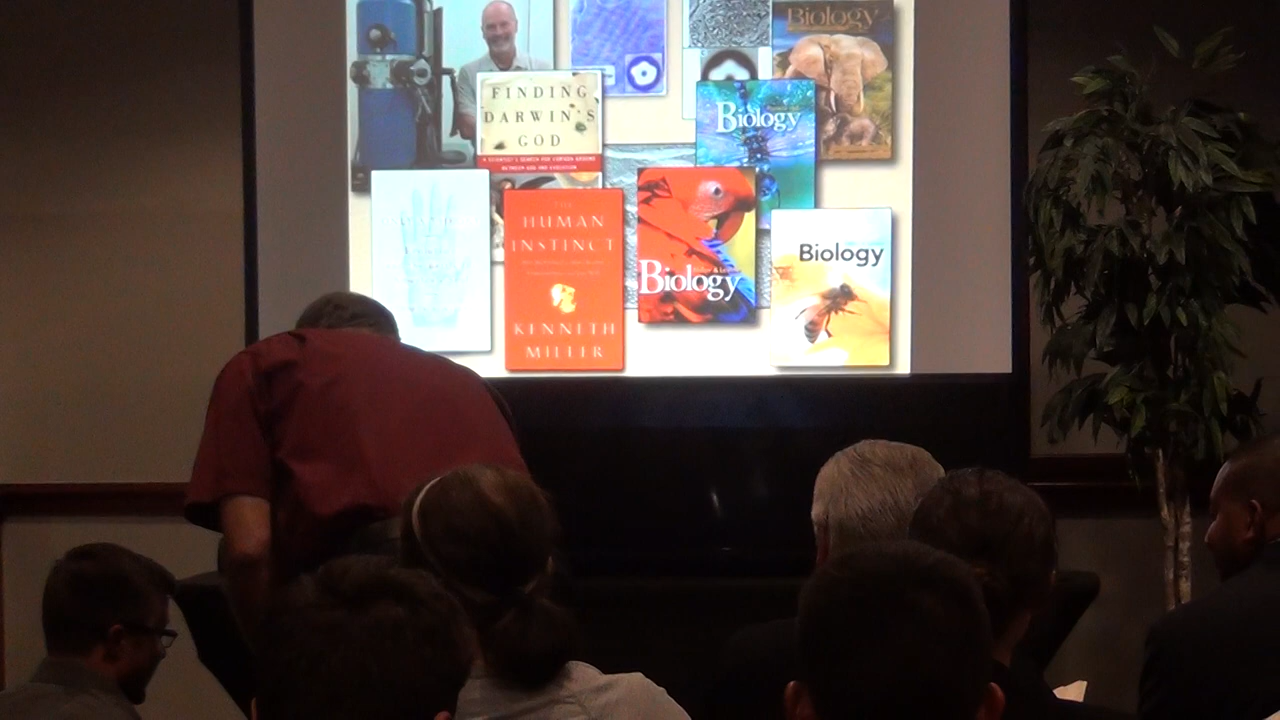 Biology
FINDING
DARWIN'S
GOD
A SCIENTIST'S SEARCH FOR COMMON GROUND
BETWEEN GOD AND EVOLUTION
Biology
THE
HUMAN
INSTINCT
KENNETH
MILLER
Biology
Biology